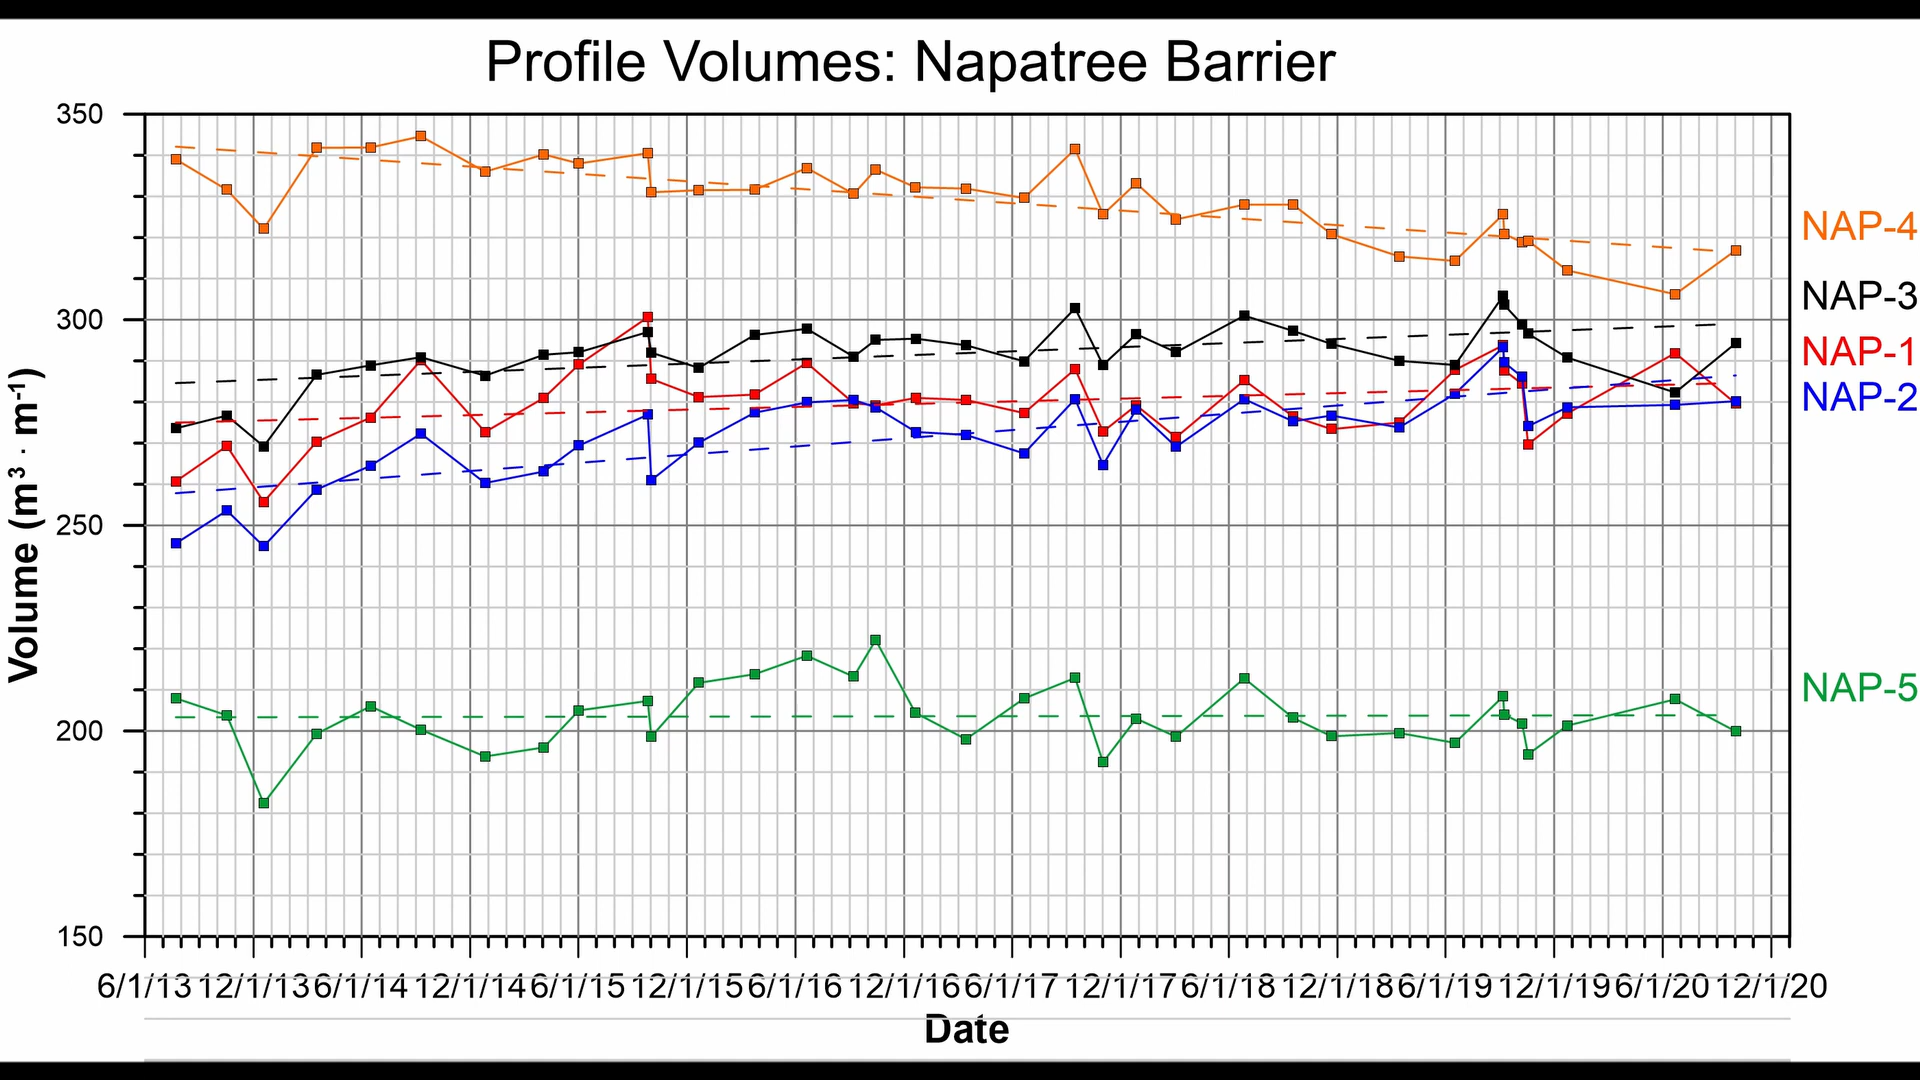 Profile Volumes: Napatree Barrier
350
300
250
200
150
Volume (m³ · m⁻¹)
NAP-4
NAP-3
NAP-1
NAP-2
NAP-5
6/1/13 12/1/13 6/1/14 12/1/14 6/1/15 12/1/15 6/1/16 12/1/16 6/1/17 12/1/17 6/1/18 12/1/18 6/1/19 12/1/19 6/1/20 12/1/20
Date